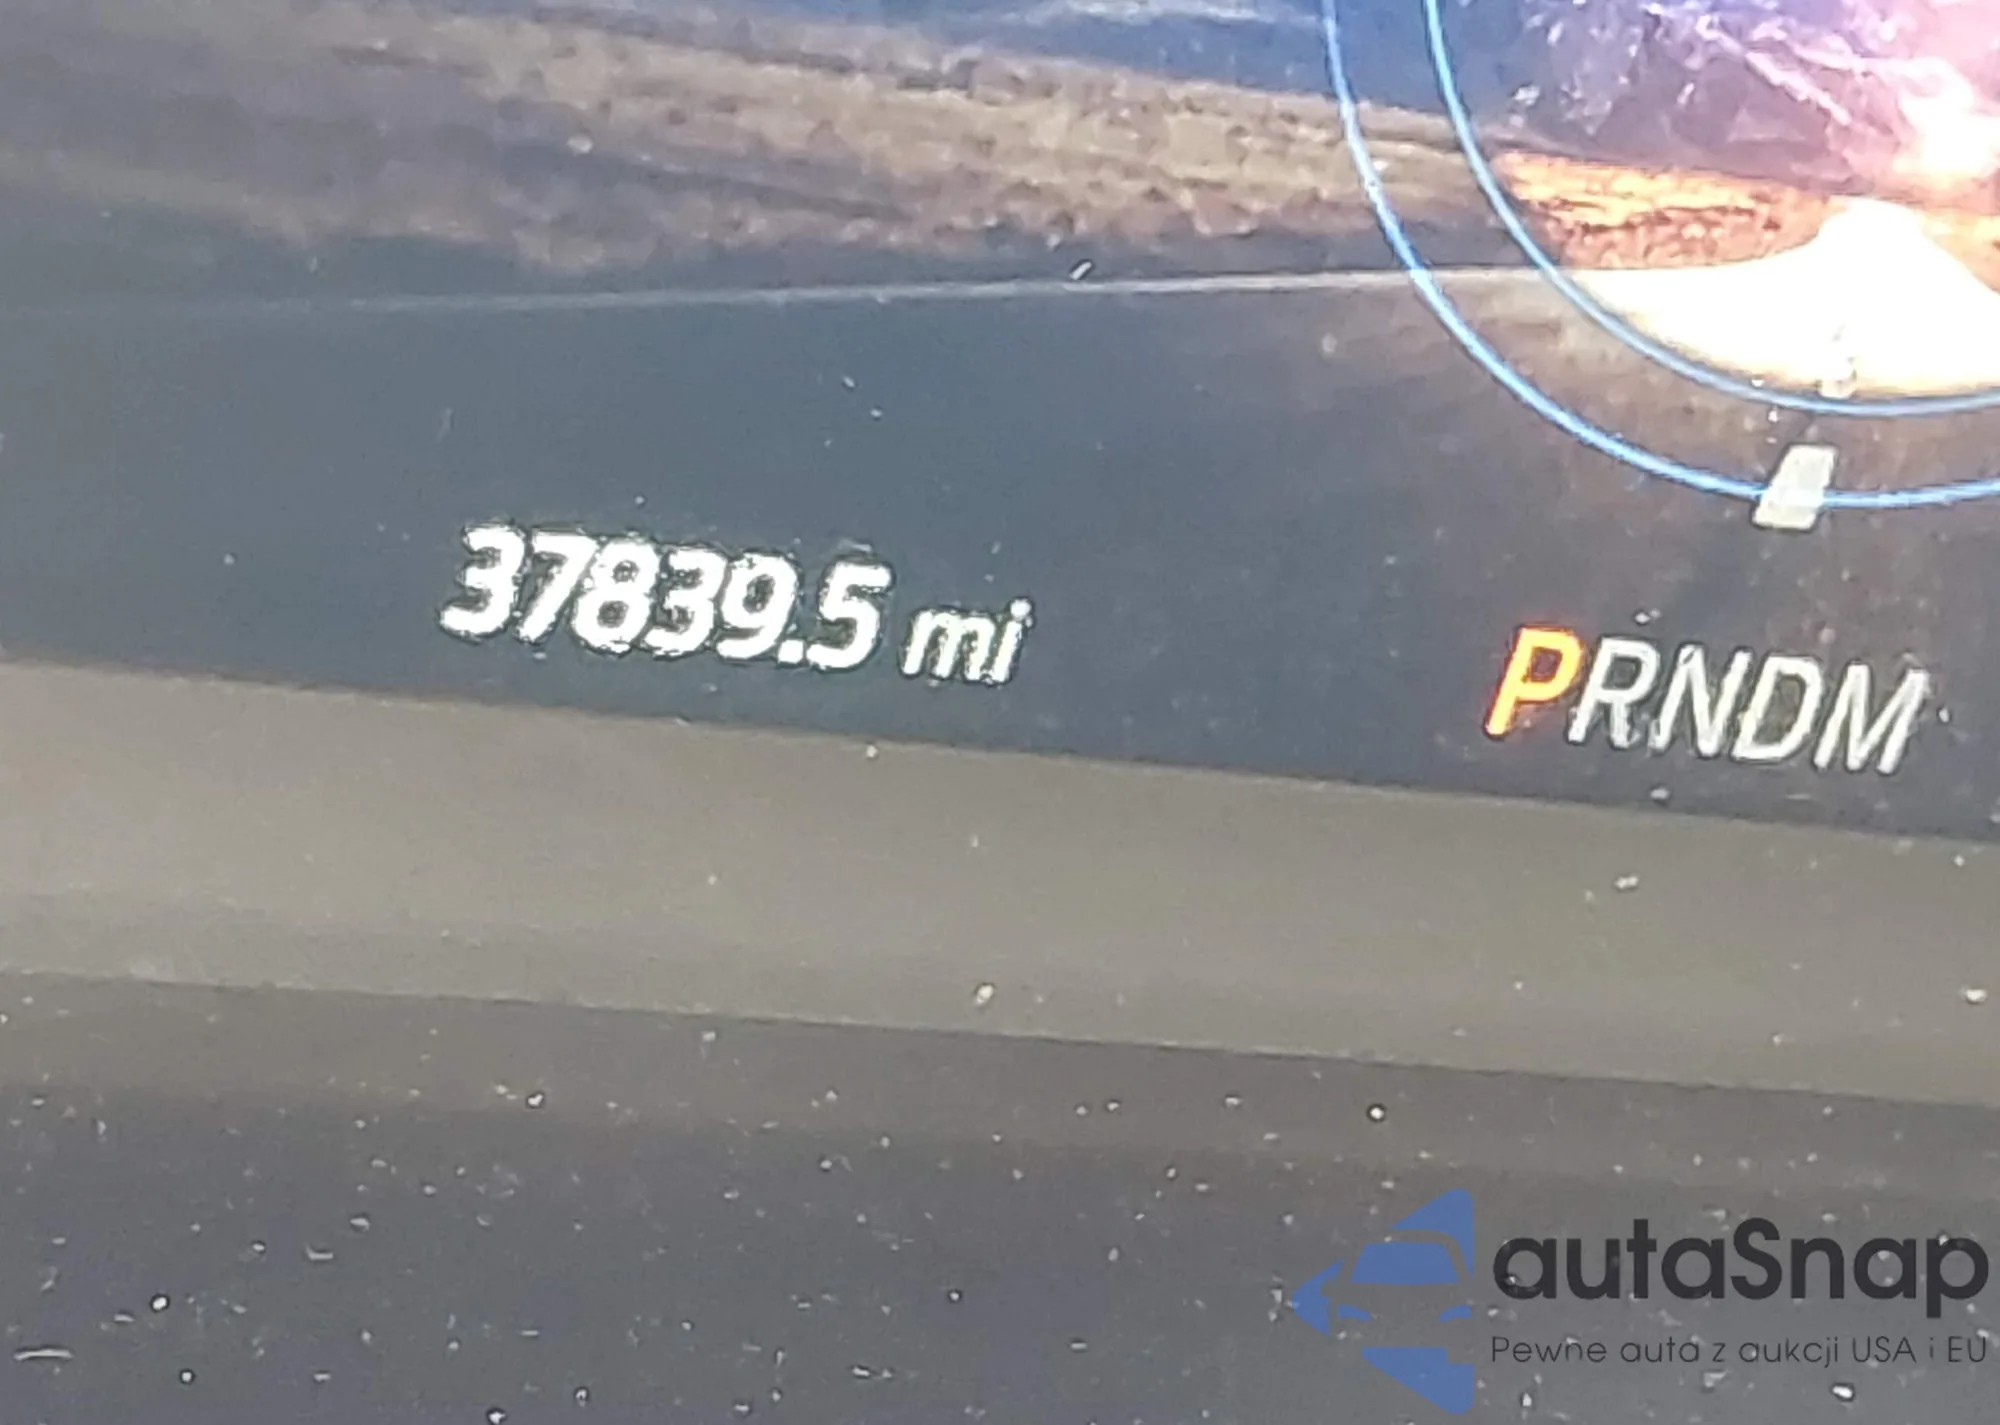 37839.5 mi
PRNDM
autaSnap
Pewne auta z aukcji USA i EU